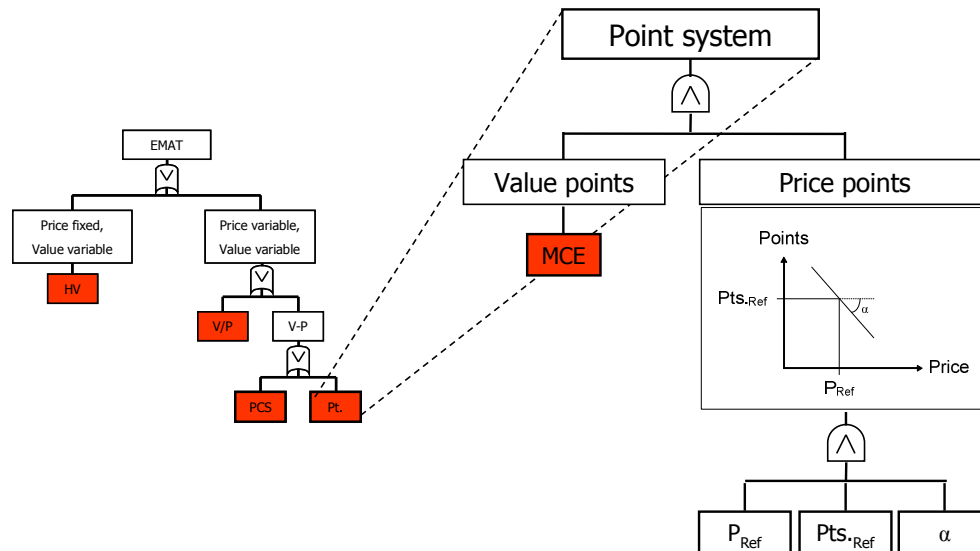 Point system
∧
EMAT
∨
Value points
Price points
Price fixed,
Value variable
Price variable,
Value variable
MCE
HV
∨
Points
Pts.Ref
α
Price
PRef
V/P
V-P
∨
PCS
Pt.
∧
PRef
Pts.Ref
α